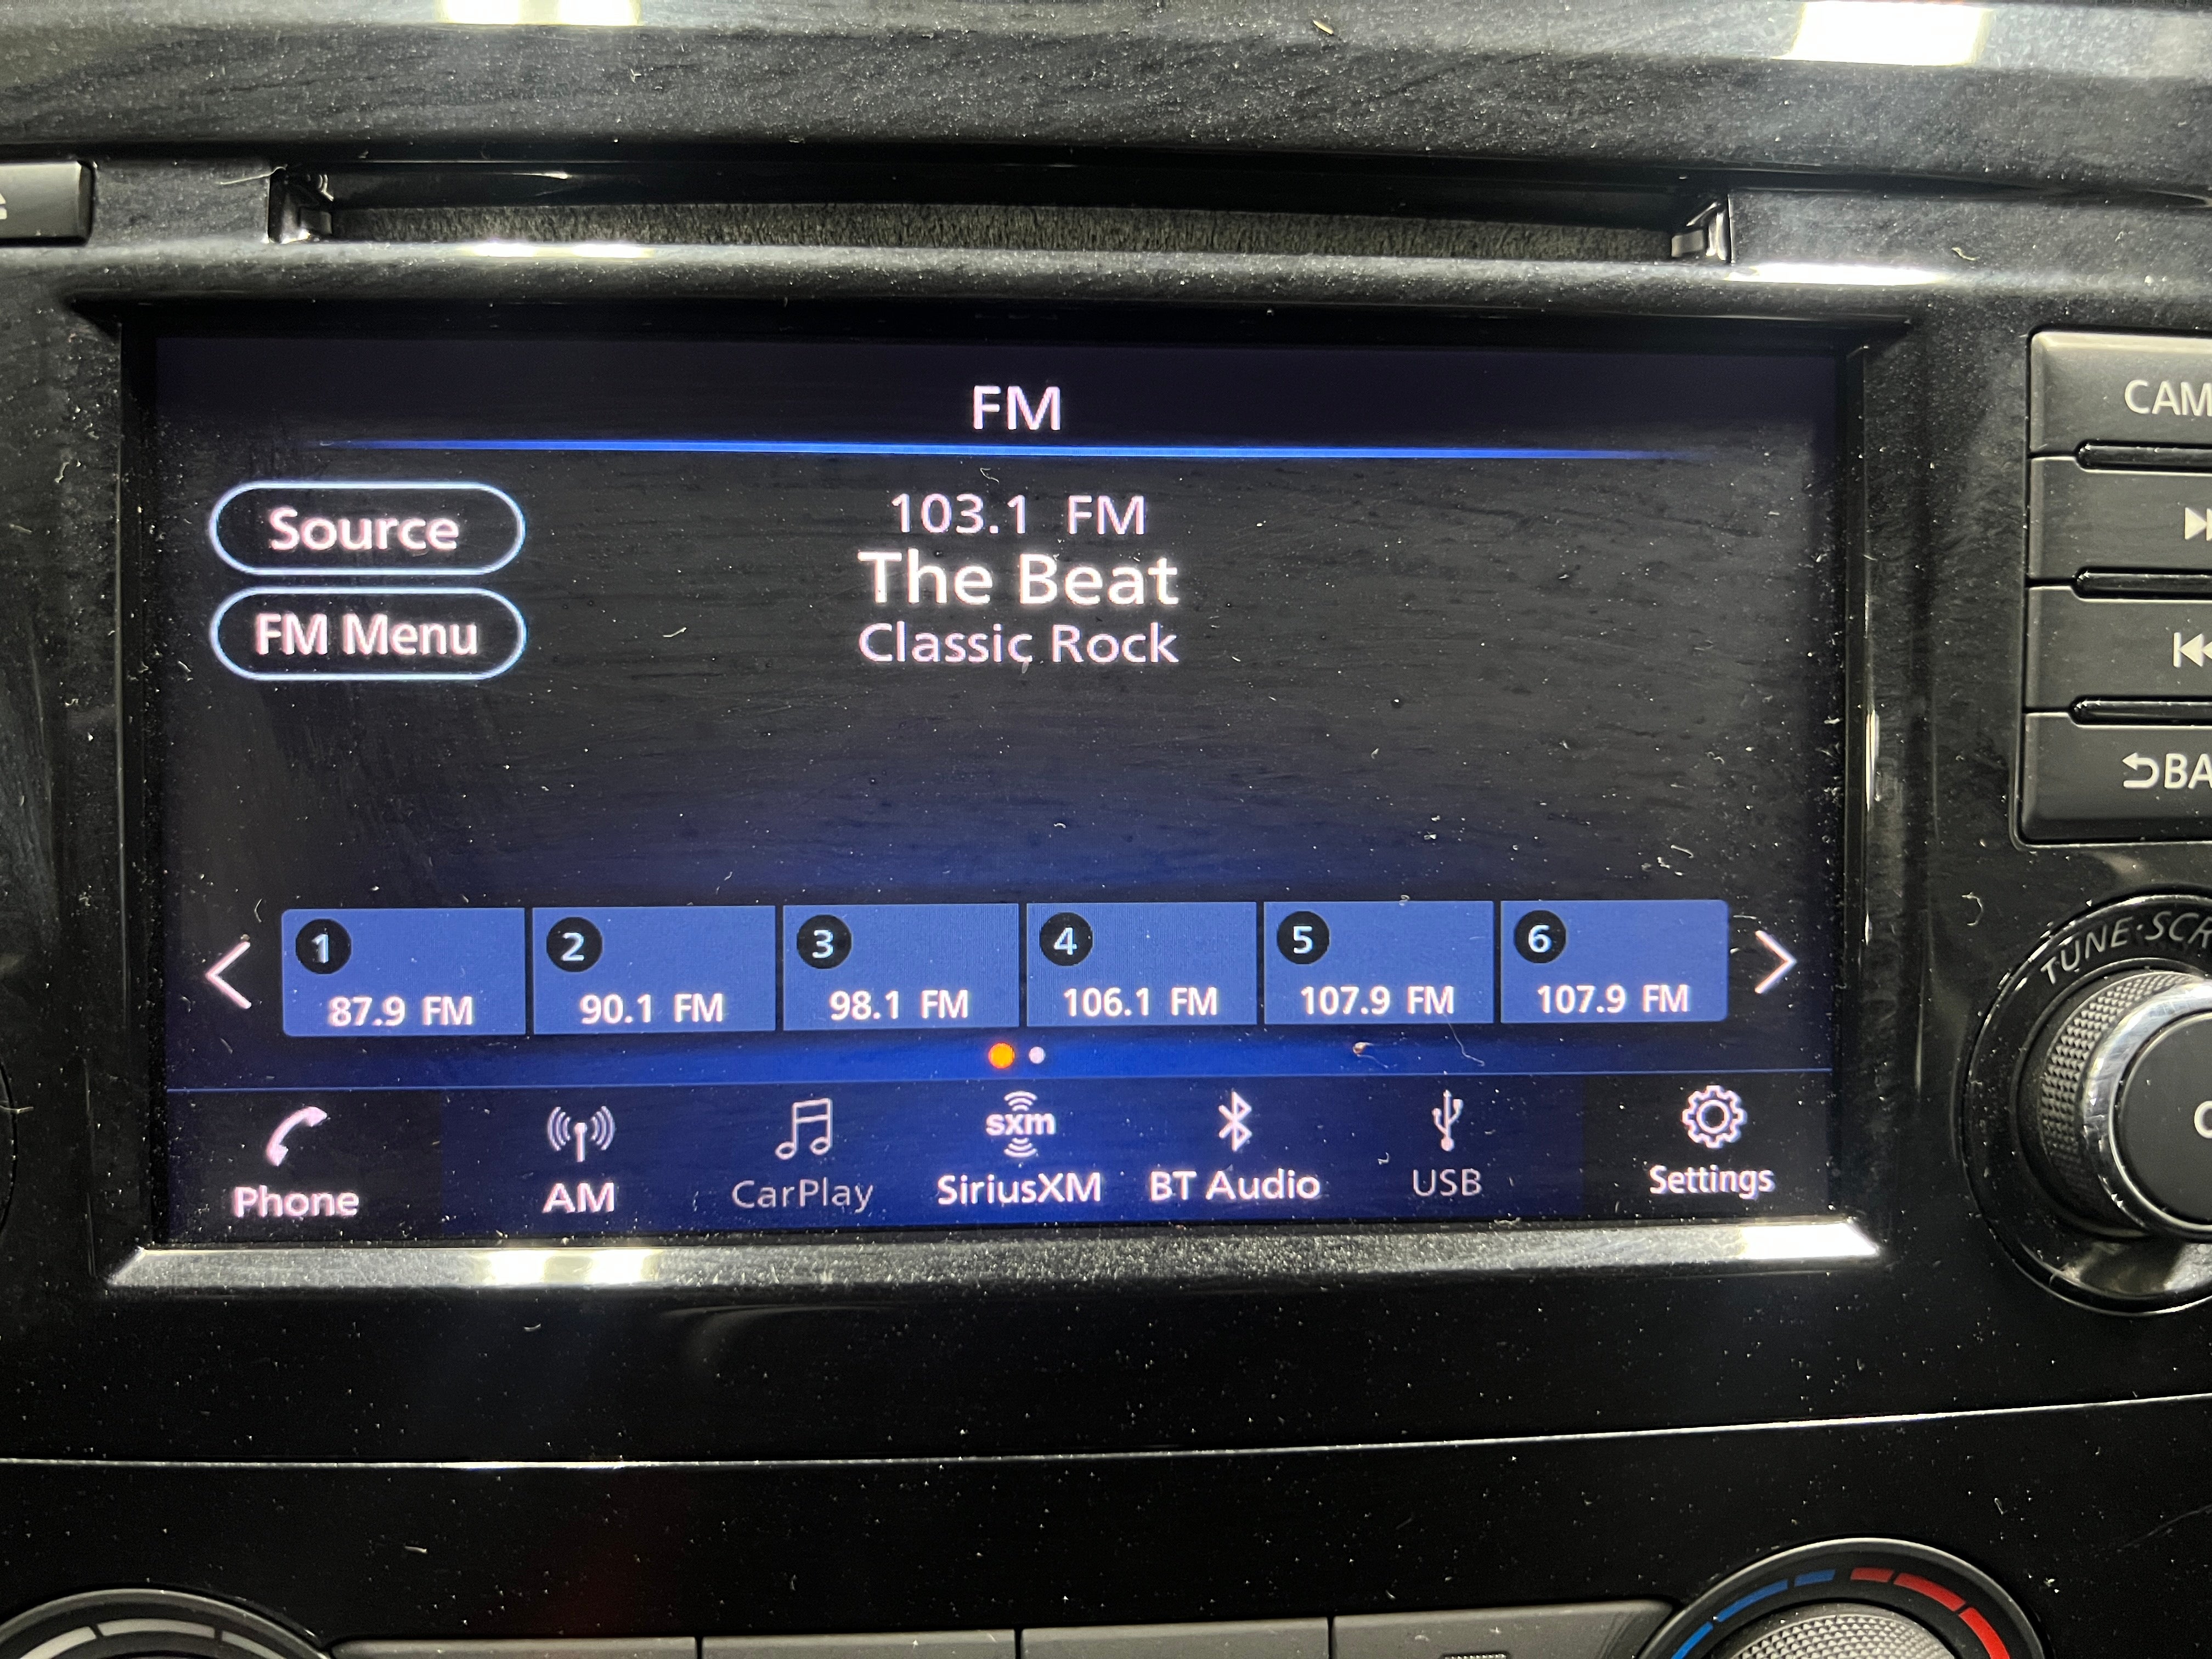 FM
Source
103.1 FM
The Beat
FM Menu
Classic Rock
1 2 3 4 5 6
87.9 FM 90.1 FM 98.1 FM 106.1 FM 107.9 FM 107.9 FM
sxm
Phone AM CarPlay SiriusXM BT Audio USB Settings
CAM
BA
TUNE·SCR